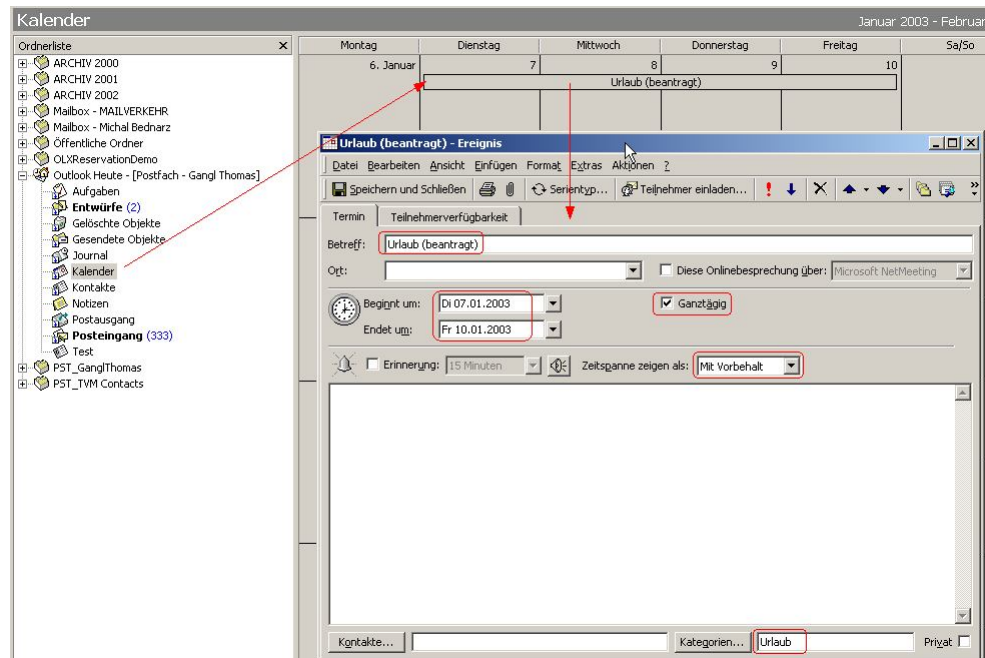 Kalender
Januar 2003 - Februar
Ordnerliste
ARCHIV 2000
ARCHIV 2001
ARCHIV 2002
Mailbox - MAILVERKEHR
Mailbox - Michal Bednarz
Öffentliche Ordner
OLXReservationDemo
Outlook Heute - [Postfach - Gangl Thomas]
Aufgaben
Entwürfe (2)
Gelöschte Objekte
Gesendete Objekte
Journal
Kalender
Kontakte
Notizen
Postausgang
Posteingang (333)
Test
PST_GanglThomas
PST_TVM Contacts
Montag Dienstag Mittwoch Donnerstag Freitag Sa/So
6. Januar 7 8 9 10
Urlaub (beantragt)
Urlaub (beantragt) - Ereignis
Datei Bearbeiten Ansicht Einfügen Format Extras Aktionen ?
Speichern und Schließen Serientyp... Teilnehmer einladen...
Termin Teilnehmerverfügbarkeit
Betreff: Urlaub (beantragt)
Ort: Diese Onlinebesprechung über: Microsoft NetMeeting
Beginnt um: Di 07.01.2003 Ganztägig
Endet um: Fr 10.01.2003
Erinnerung: 15 Minuten Zeitspanne zeigen als: Mit Vorbehalt
Kontakte... Kategorien... Urlaub Privat